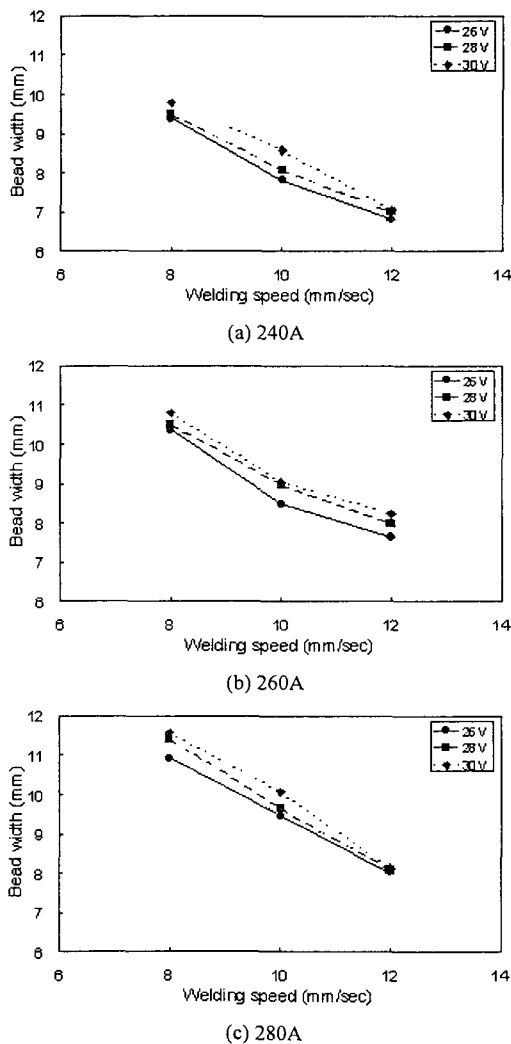 12
11
10
9
8
7
6
Bead width (mm)
26 V
28 V
30 V
6 8 10 12 14
Welding speed (mm/sec)
(a) 240A
12
11
10
9
8
7
6
Bead width (mm)
26 V
28 V
30 V
6 8 10 12 14
Welding speed (mm/sec)
(b) 260A
12
11
10
9
8
7
6
Bead width (mm)
26 V
28 V
30 V
6 8 10 12 14
Welding speed (mm/sec)
(c) 280A